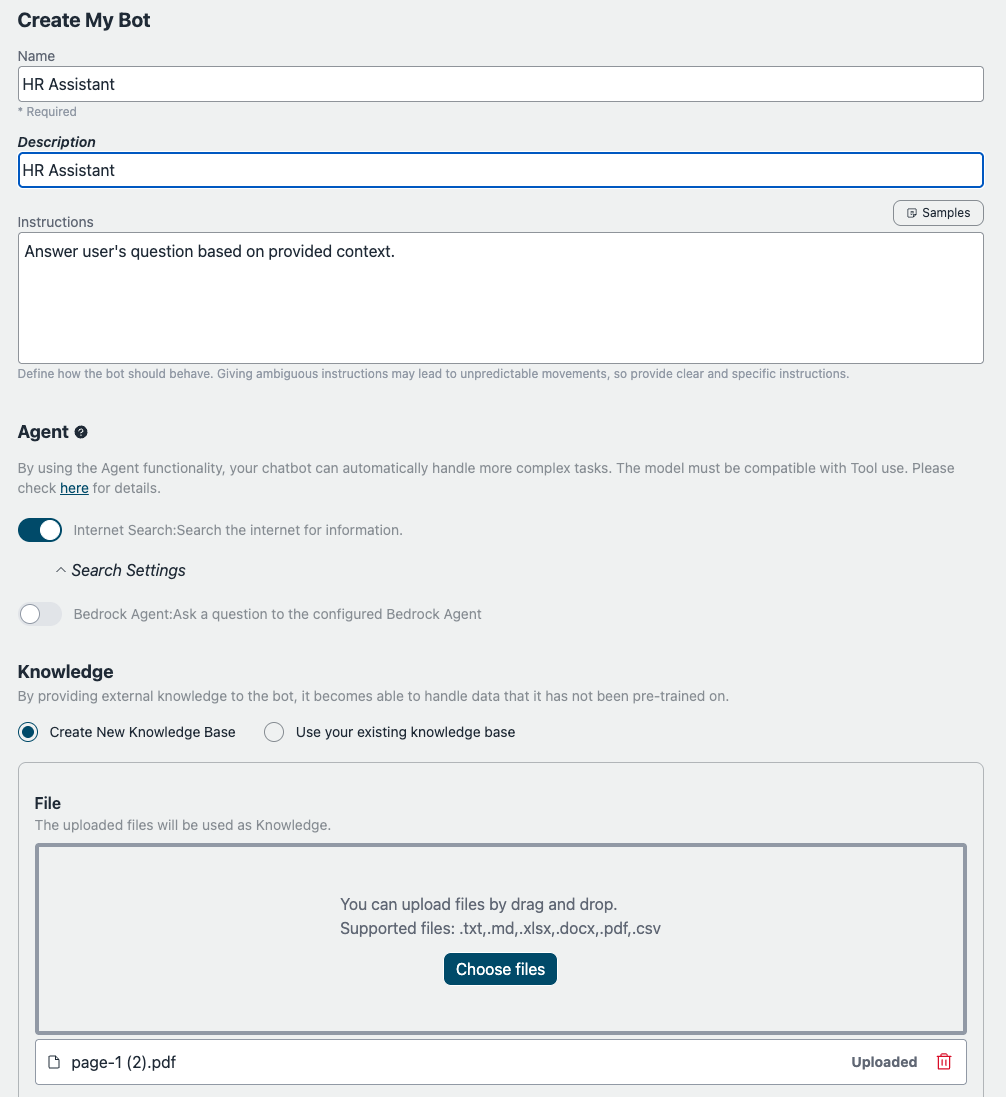 Create My Bot
Name
HR Assistant
* Required
Description
HR Assistant
Samples
Instructions
Answer user's question based on provided context.
Define how the bot should behave. Giving ambiguous instructions may lead to unpredictable movements, so provide clear and specific instructions.
Agent
By using the Agent functionality, your chatbot can automatically handle more complex tasks. The model must be compatible with Tool use. Please
check here for details.
Internet Search:Search the internet for information.
Search Settings
Bedrock Agent:Ask a question to the configured Bedrock Agent
Knowledge
By providing external knowledge to the bot, it becomes able to handle data that it has not been pre-trained on.
Create New Knowledge Base Use your existing knowledge base
File
The uploaded files will be used as Knowledge.
You can upload files by drag and drop.
Supported files: .txt,.md,.xlsx,.docx,.pdf,.csv
Choose files
page-1 (2).pdf Uploaded